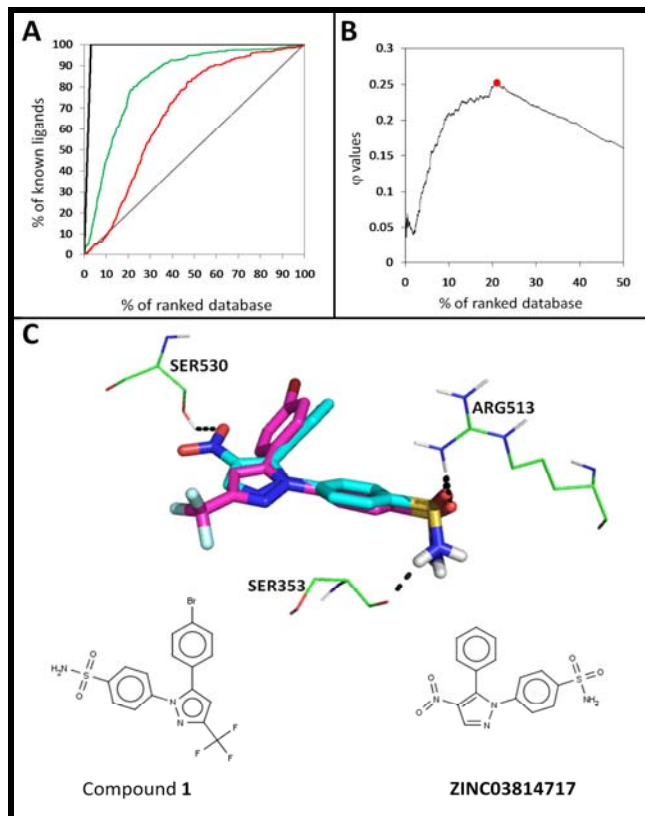 A
100
90
80
70
60
50
40
30
20
10
0
% of known ligands
0 10 20 30 40 50 60 70 80 90 100
% of ranked database
B
0.3
0.25
0.2
0.15
0.1
0.05
0
φ values
0 10 20 30 40 50
% of ranked database
C
SER530
ARG513
SER353
Br
H₂N
O
S
O
N
N
F
F
F
Compound 1
O
N
O
N
N
O
S
O
NH₂
ZINC03814717